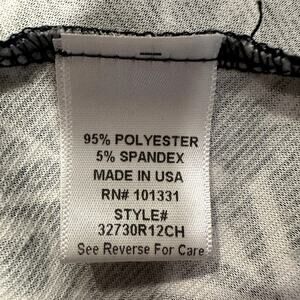 95% POLYESTER
5% SPANDEX
MADE IN USA
RN# 101331
STYLE#
32730R12CH
See Reverse For Care